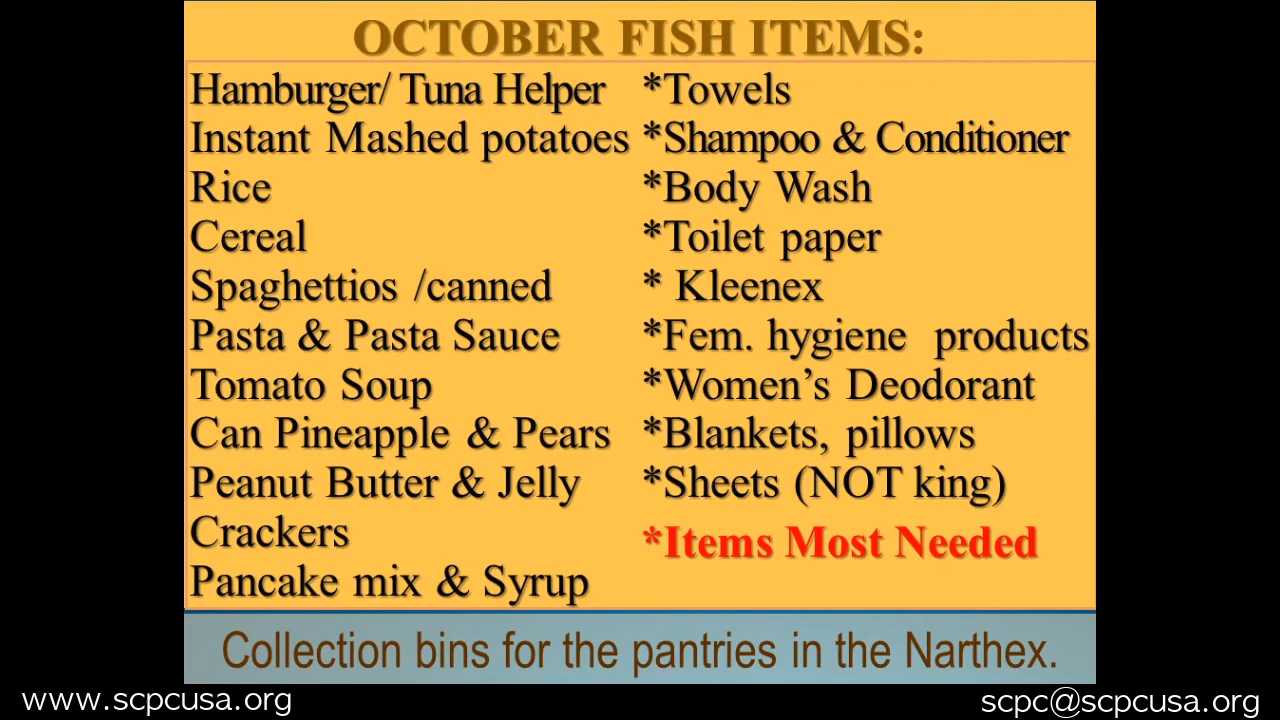 OCTOBER FISH ITEMS:
Hamburger/ Tuna Helper
Instant Mashed potatoes
Rice
Cereal
Spaghettios /canned
Pasta & Pasta Sauce
Tomato Soup
Can Pineapple & Pears
Peanut Butter & Jelly
Crackers
Pancake mix & Syrup
*Towels
*Shampoo & Conditioner
*Body Wash
*Toilet paper
* Kleenex
*Fem. hygiene products
*Women’s Deodorant
*Blankets, pillows
*Sheets (NOT king)
*Items Most Needed
Collection bins for the pantries in the Narthex.
www.scpcusa.org
scpc@scpcusa.org